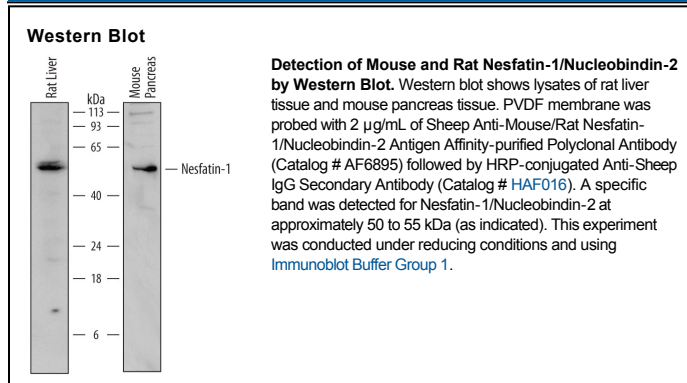 Western Blot
Rat Liver
Mouse
Pancreas
kDa
113
93
65
Nesfatin-1
40
24
18
6
Detection of Mouse and Rat Nesfatin-1/Nucleobindin-2
by Western Blot. Western blot shows lysates of rat liver
tissue and mouse pancreas tissue. PVDF membrane was
probed with 2 µg/mL of Sheep Anti-Mouse/Rat Nesfatin-
1/Nucleobindin-2 Antigen Affinity-purified Polyclonal Antibody
(Catalog # AF6895) followed by HRP-conjugated Anti-Sheep
IgG Secondary Antibody (Catalog # HAF016). A specific
band was detected for Nesfatin-1/Nucleobindin-2 at
approximately 50 to 55 kDa (as indicated). This experiment
was conducted under reducing conditions and using
Immunoblot Buffer Group 1.